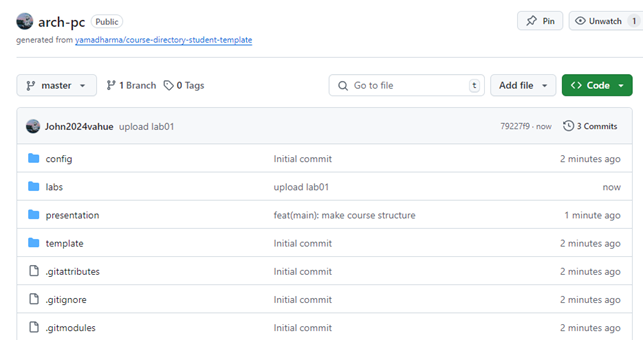 arch-pc Public Pin Unwatch 1
generated from yamadharma/course-directory-student-template
master 1 Branch 0 Tags Go to file t Add file Code
John2024vahue upload lab01 79227f9 · now 3 Commits
config Initial commit 2 minutes ago
labs upload lab01 now
presentation feat(main): make course structure 1 minute ago
template Initial commit 2 minutes ago
.gitattributes Initial commit 2 minutes ago
.gitignore Initial commit 2 minutes ago
.gitmodules Initial commit 2 minutes ago